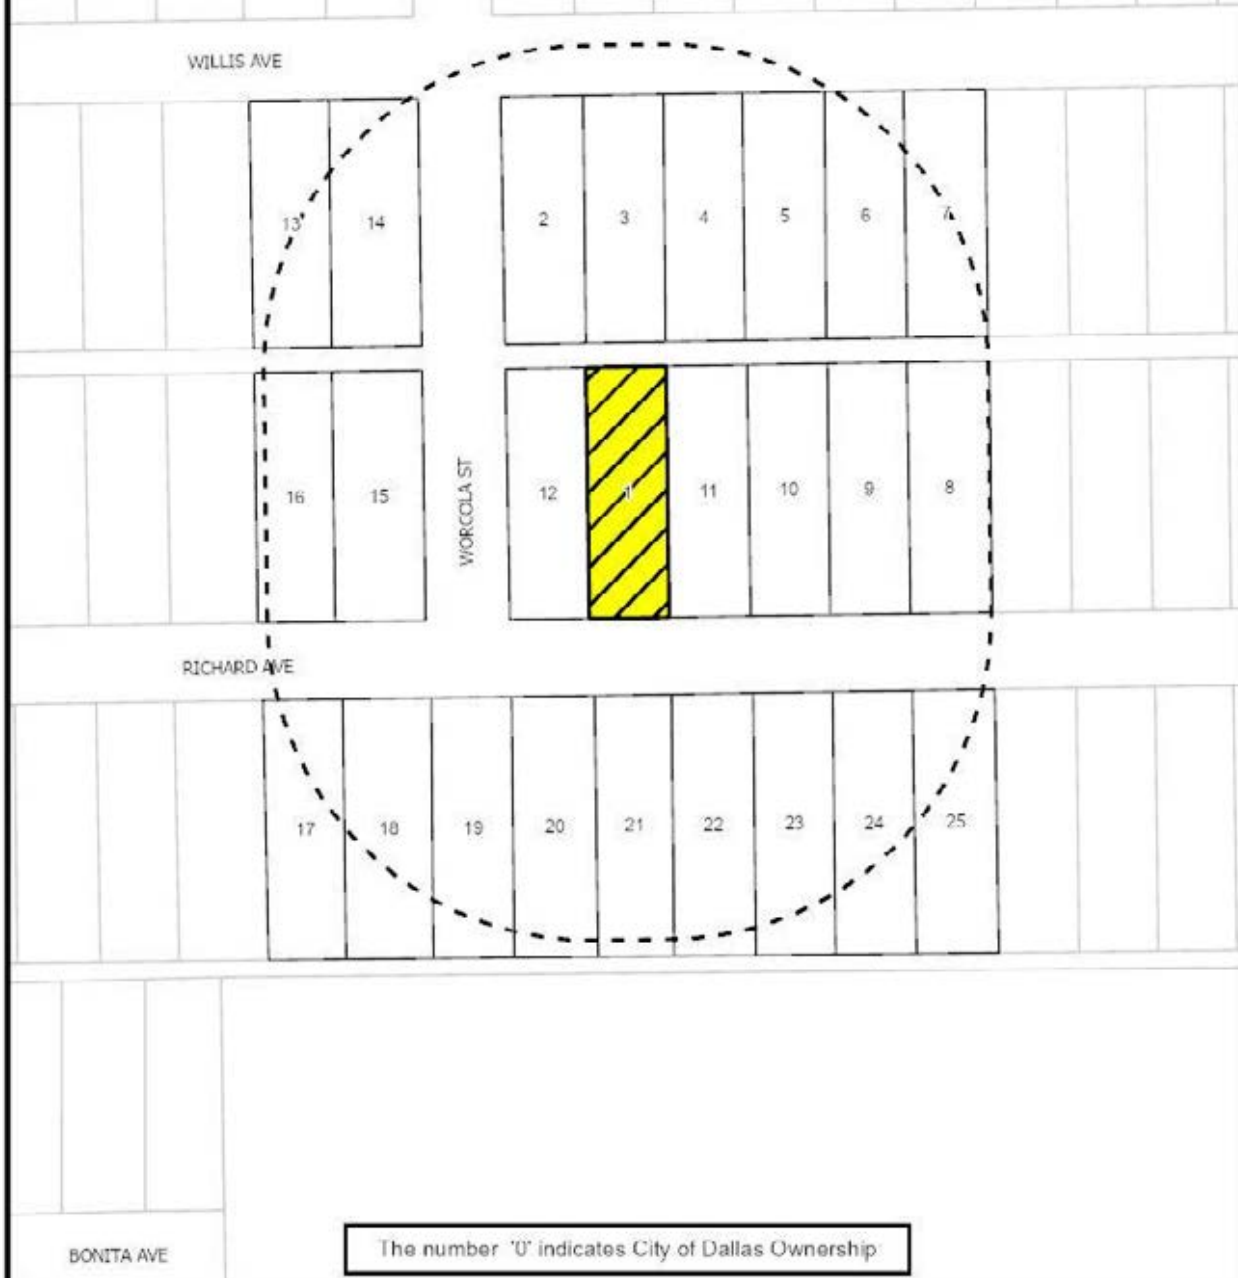 WILLIS AVE
13 14 2 3 4 5 6 7
16 15 WORCOLA ST 12 1 11 10 9 8
RICHARD AVE
17 18 19 20 21 22 23 24 25
BONITA AVE
The number '0' indicates City of Dallas Ownership